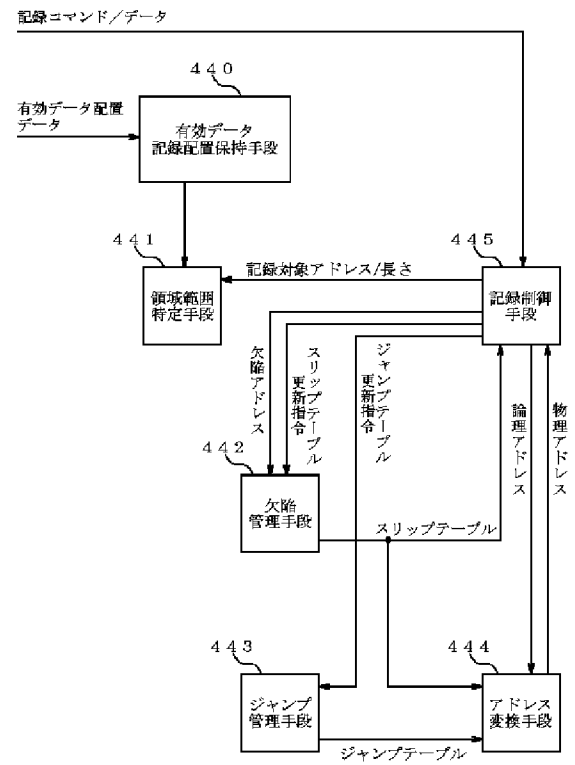 記録コマンド／データ
４４０
有効データ配置
データ
有効データ
記録配置保持手段
４４１
４４５
記録対象アドレス/長さ
領域範囲
特定手段
記録制御
手段
欠陥アドレス
スリップテーブル
更新指令
ジャンプテーブル
更新指令
論理アドレス
物理アドレス
４４２
欠陥
管理手段
スリップテーブル
４４３
４４４
ジャンプ
管理手段
アドレス
変換手段
ジャンプテーブル